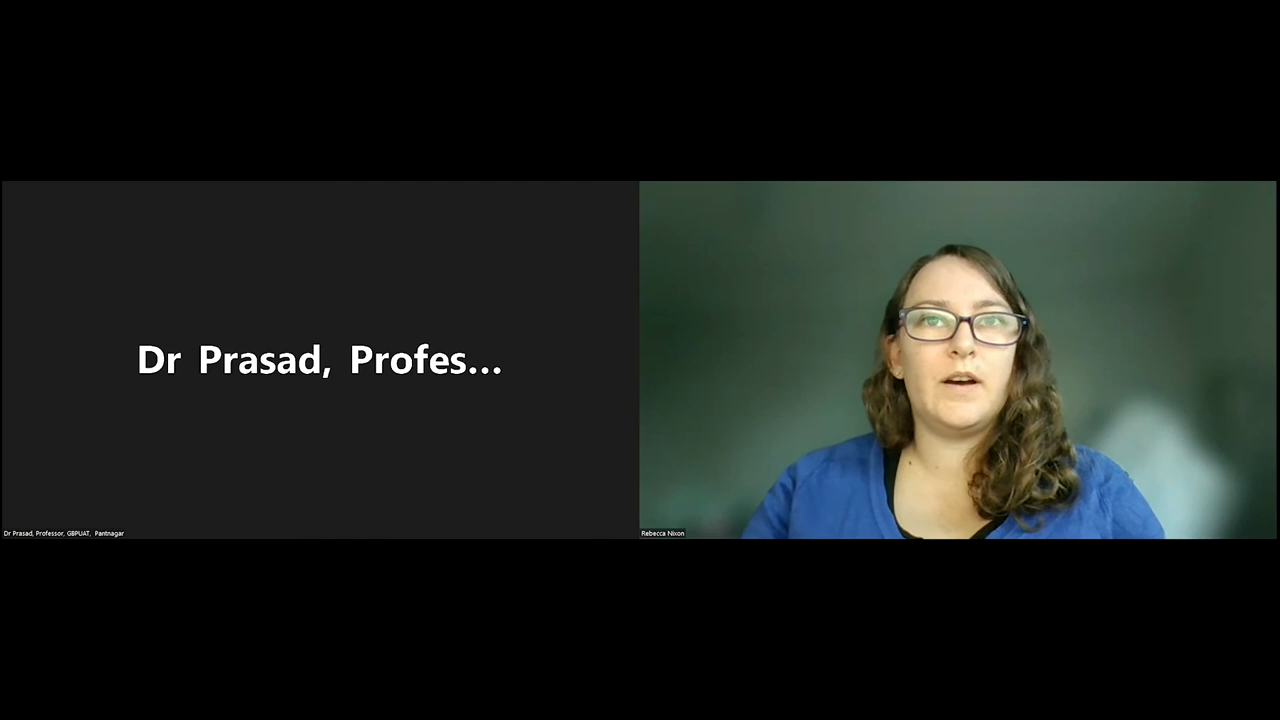 Dr Prasad, Profes...
Dr Prasad, Professor, GBPUAT, Pantnagar
Rebecca Nixon